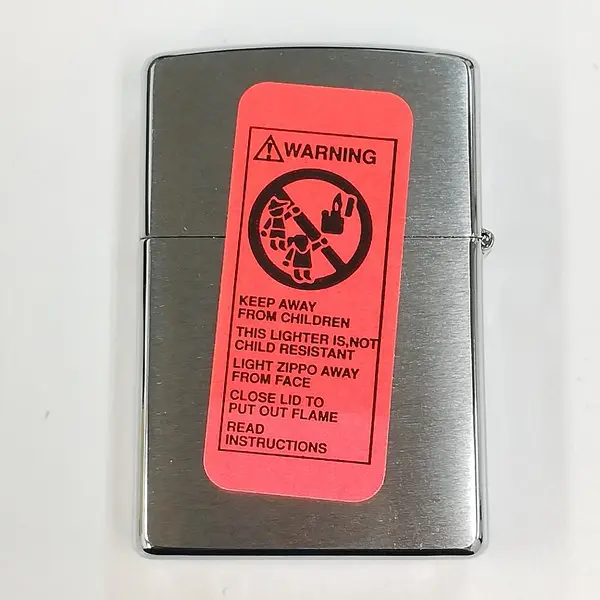 WARNING
KEEP AWAY
FROM CHILDREN
THIS LIGHTER IS,NOT
CHILD RESISTANT
LIGHT ZIPPO AWAY
FROM FACE
CLOSE LID TO
PUT OUT FLAME
READ
INSTRUCTIONS